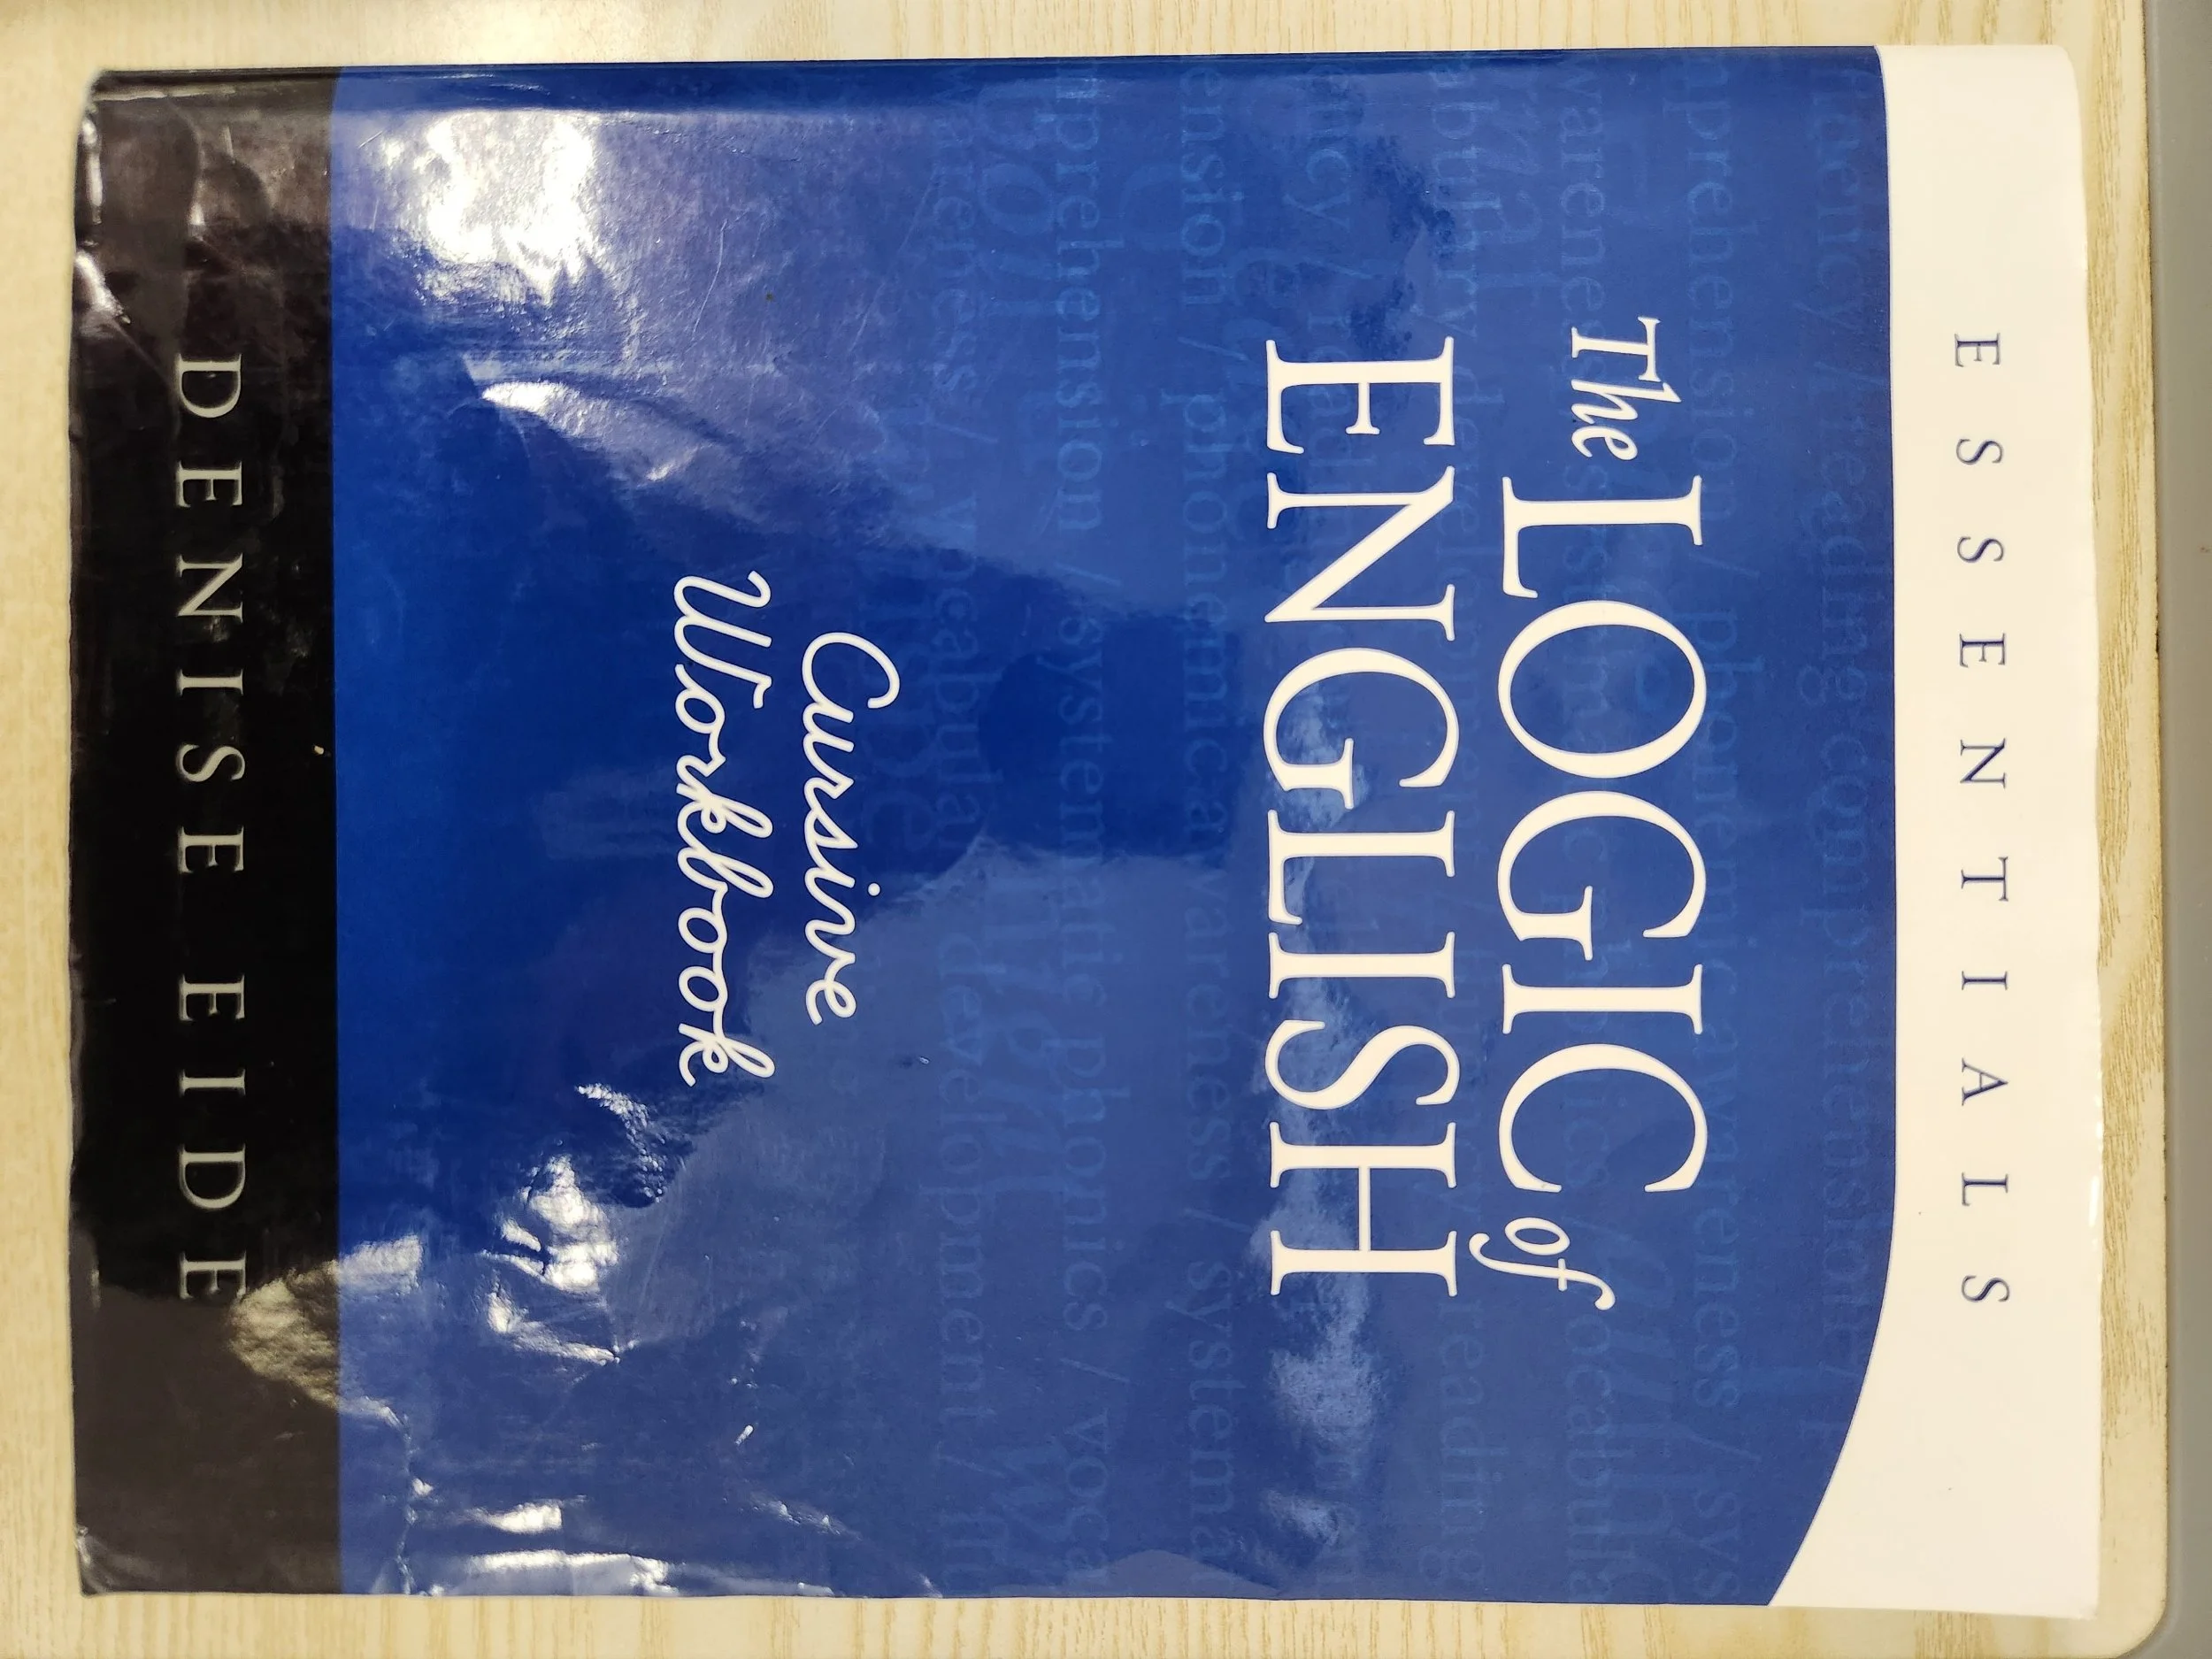 ESSENTIALS
The LOGIC of
ENGLISH
Cursive
Workbook
DENISE EIDE